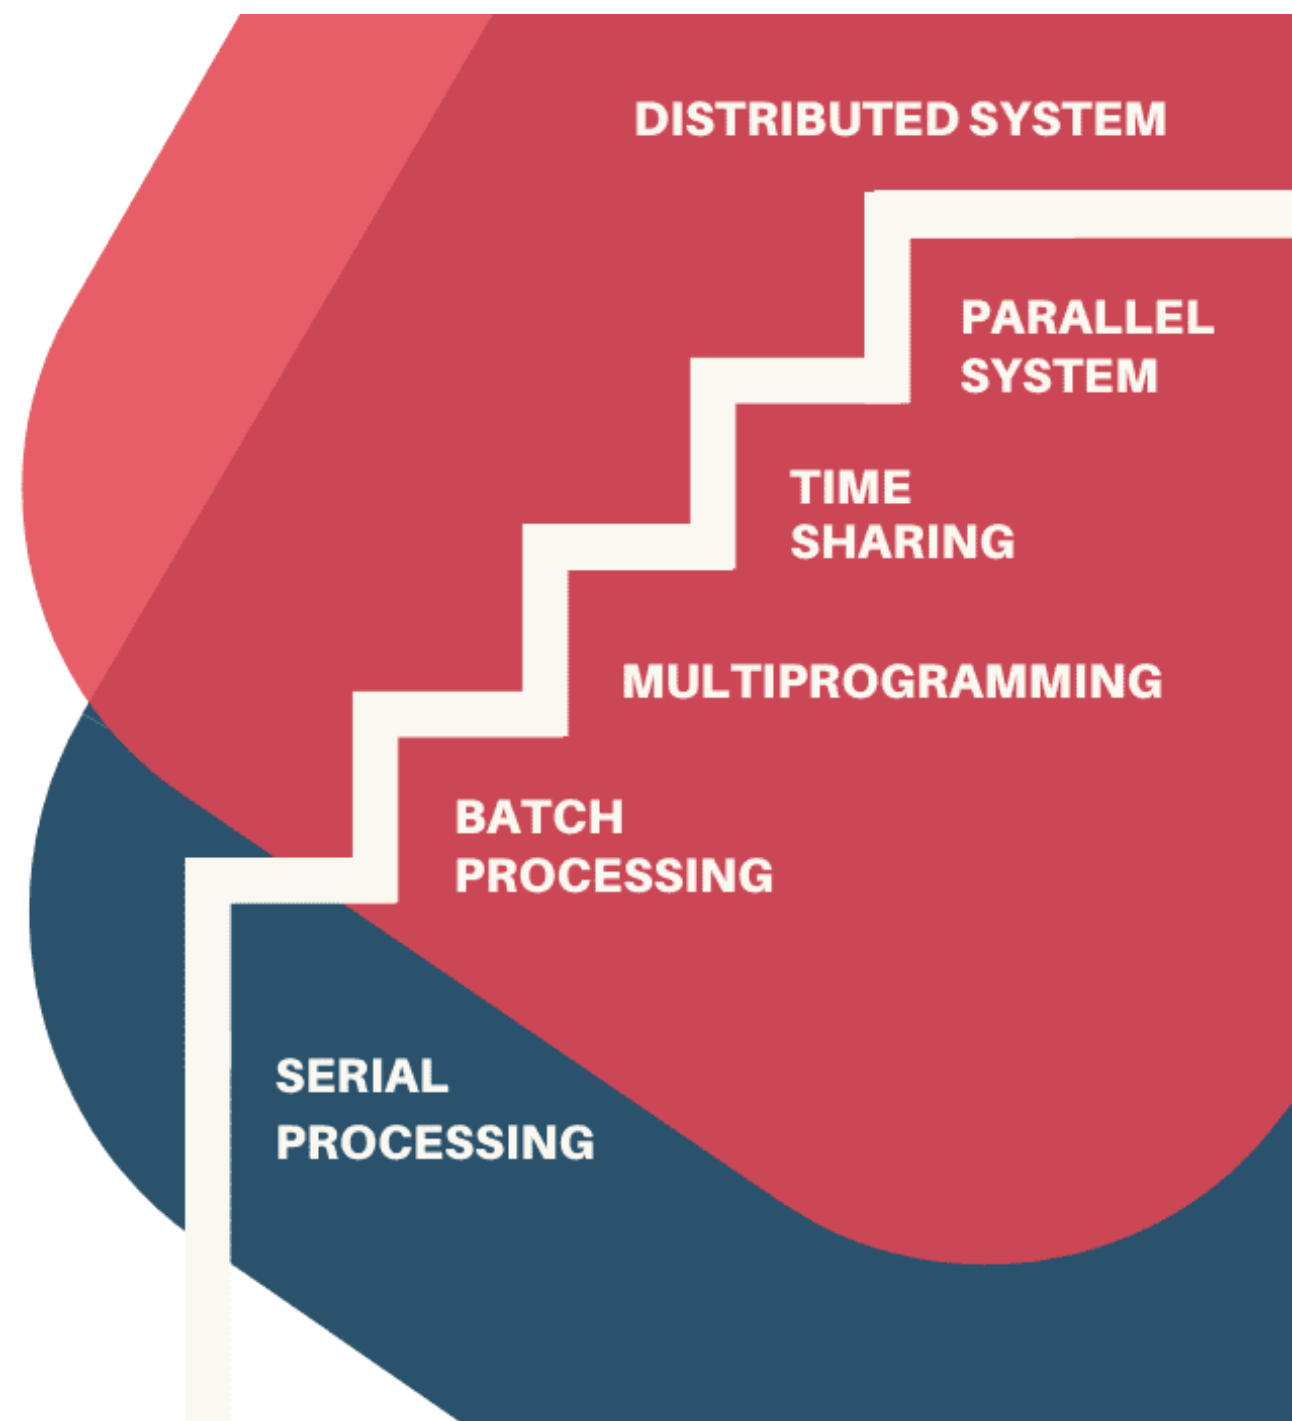 DISTRIBUTED SYSTEM
PARALLEL
SYSTEM
TIME
SHARING
MULTIPROGRAMMING
BATCH
PROCESSING
SERIAL
PROCESSING